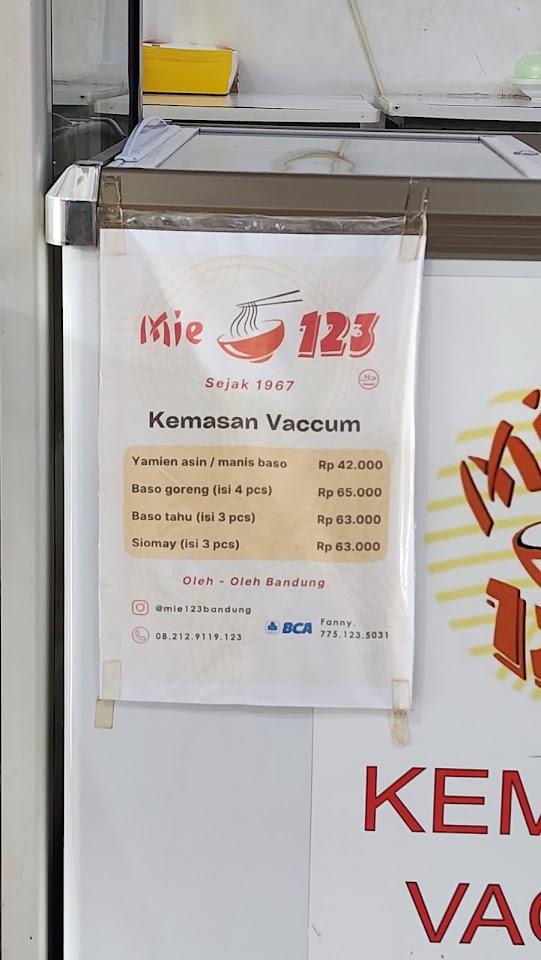 Mie 123
Sejak 1967
Kemasan Vaccum
Yamien asin / manis baso Rp 42.000
Baso goreng (isi 4 pcs) Rp 65.000
Baso tahu (isi 3 pcs) Rp 63.000
Siomay (isi 3 pcs) Rp 63.000
Oleh - Oleh Bandung
@mie123bandung
08.212.9119.123
BCA Fanny.
775.123.5031
Mi
12
KEM
VAC